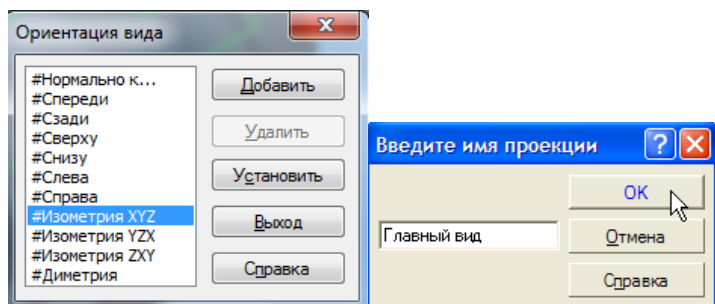 Ориентация вида
#Нормально к...
#Спереди
#Сзади
#Сверху
#Снизу
#Слева
#Справа
#Изометрия XYZ
#Изометрия YZX
#Изометрия ZXY
#Диметрия
Добавить
Удалить
Установить
Выход
Справка
Введите имя проекции
?
Главный вид
OK
Отмена
Справка